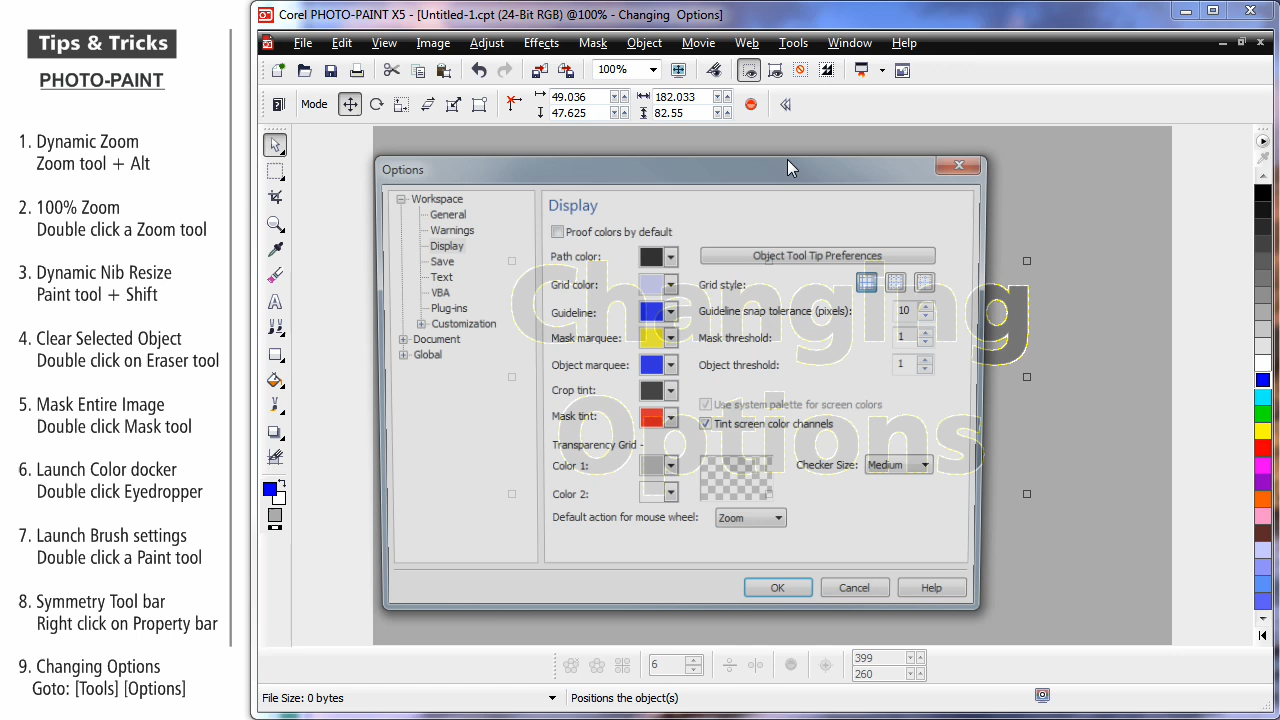 Tips & Tricks
PHOTO-PAINT
1. Dynamic Zoom
Zoom tool + Alt
2. 100% Zoom
Double click a Zoom tool
3. Dynamic Nib Resize
Paint tool + Shift
4. Clear Selected Object
Double click on Eraser tool
5. Mask Entire Image
Double click Mask tool
6. Launch Color docker
Double click Eyedropper
7. Launch Brush settings
Double click a Paint tool
8. Symmetry Tool bar
Right click on Property bar
9. Changing Options
Goto: [Tools] [Options]
Corel PHOTO-PAINT X5 - [Untitled-1.cpt (24-Bit RGB) @100% - Changing Options]
File Edit View Image Adjust Effects Mask Object Movie Web Tools Window Help
100%
Mode
49.036 182.033
47.625 82.55
Options
Workspace
General
Warnings
Display
Save
Text
VBA
Plug-ins
Customization
Document
Global
Display
Proof colors by default
Path color: Object Tool Tip Preferences
Grid color: Grid style:
Guideline: Guideline snap tolerance (pixels): 10
Mask marquee: Mask threshold: 1
Object marquee: Object threshold: 1
Crop tint: Use system palette for screen colors
Mask tint: Tint screen color channels
Transparency Grid
Color 1: Checker Size: Medium
Color 2:
Default action for mouse wheel: Zoom
OK Cancel Help
Changing
Options
6 399
260
File Size: 0 bytes Positions the object(s)